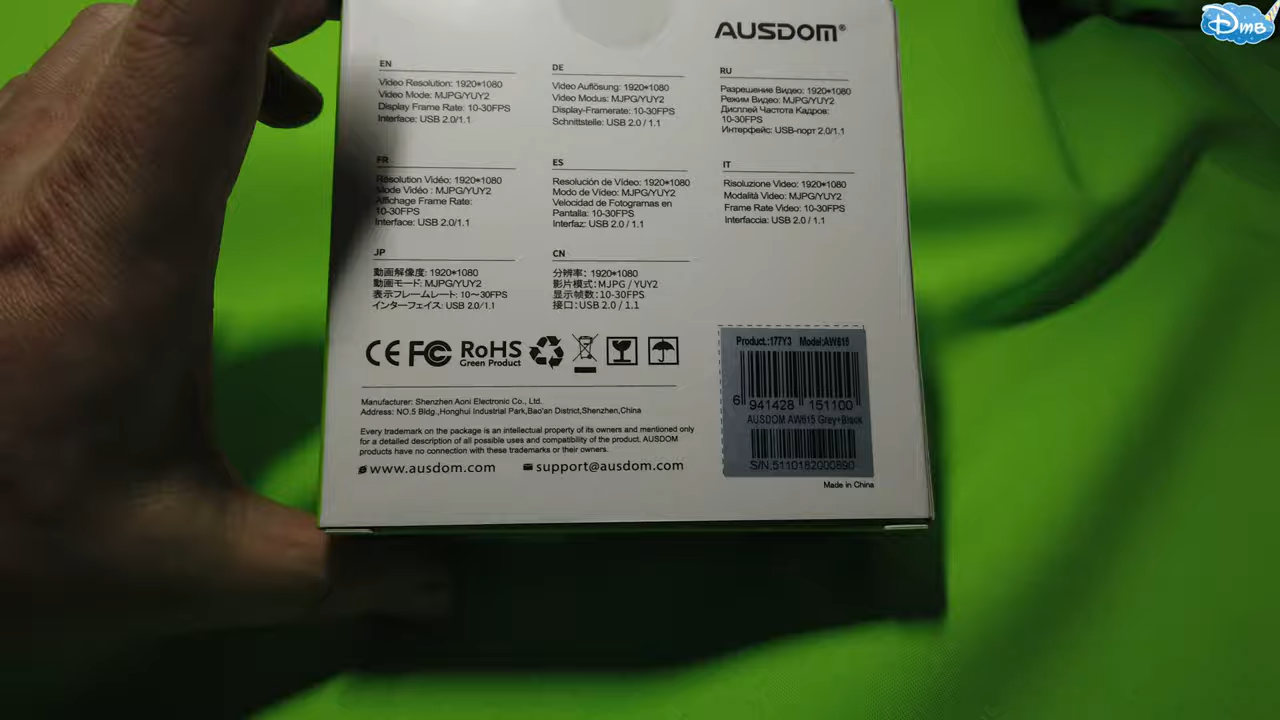 AUSDOM®
EN
Video Resolution: 1920*1080
Video Mode: MJPG/YUY2
Display Frame Rate: 10-30FPS
Interface: USB 2.0/1.1
DE
Video Auflösung: 1920*1080
Video Modus: MJPG/YUY2
Display-Framerate: 10-30FPS
Schnittstelle: USB 2.0 / 1.1
RU
Разрешение Видео: 1920*1080
Режим Видео: MJPG/YUY2
Дисплей Частота Кадров:
10-30FPS
Интерфейс: USB-порт 2.0/1.1
FR
Résolution Vidéo: 1920*1080
Mode Vidéo : MJPG/YUY2
Affichage Frame Rate:
10-30FPS
Interface: USB 2.0/1.1
ES
Resolución de Vídeo: 1920*1080
Modo de Vídeo: MJPG/YUY2
Velocidad de Fotogramas en
Pantalla: 10-30FPS
Interfaz: USB 2.0 / 1.1
IT
Risoluzione Video: 1920*1080
Modalità Video: MJPG/YUY2
Frame Rate Video: 10-30FPS
Interfaccia: USB 2.0 / 1.1
JP
動画解像度: 1920*1080
動画モード: MJPG/YUY2
表示フレームレート: 10〜30FPS
インターフェイス: USB 2.0/1.1
CN
分辨率: 1920*1080
影片模式: MJPG / YUY2
显示帧数: 10-30FPS
接口: USB 2.0 / 1.1
CE FC RoHS
Green Product
Manufacturer: Shenzhen Aoni Electronic Co., Ltd.
Address: NO.5 Bldg.,Honghui Industrial Park,Bao'an District,Shenzhen,China
Every trademark on the package is an intellectual property of its owners and mentioned only
for a detailed description of all possible uses and compatibility of the product. AUSDOM
products have no connection with these trademarks or their owners.
www.ausdom.com support@ausdom.com
Product.:177Y3 Model:AW615
6 941428 151100
AUSDOM AW615 Grey+Black
S/N.5110182000890
Made in China
DMB